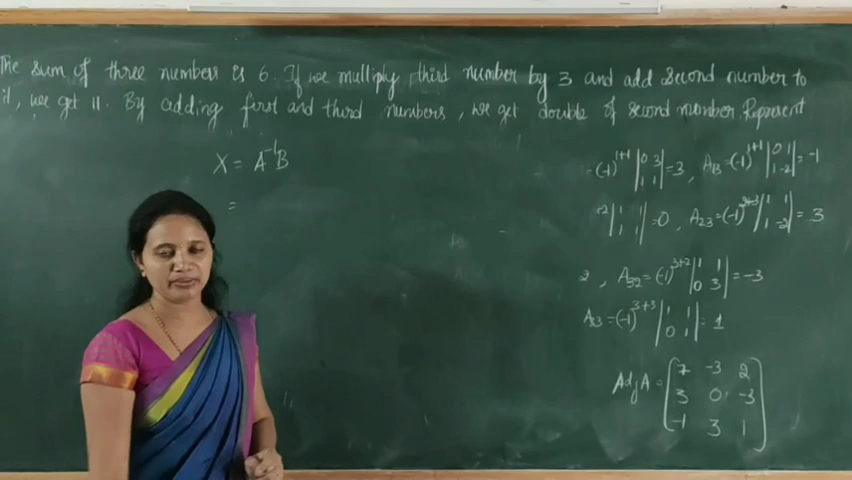 The sum of three numbers is 6. If we multiply third number by 3 and add second number to
it, we get 11. By adding first and third numbers, we get double of second number. Represent
X = A⁻¹B
=
-(-1)¹⁺¹ |0 3; 1 1| = 3, A₁₃ = (-1)¹⁺¹ |0 1; 1 -2| = -1
+2 |1 1; 1 1| = 0, A₂₃ = (-1)²⁺³ |1 1; 1 -2| = 3
2, A₃₂ = (-1)³⁺² |1 1; 0 3| = -3
A₃₃ = (-1)³⁺³ |1 1; 0 1| = 1
Adj A = [7 -3 2
3 0 -3
-1 3 1]